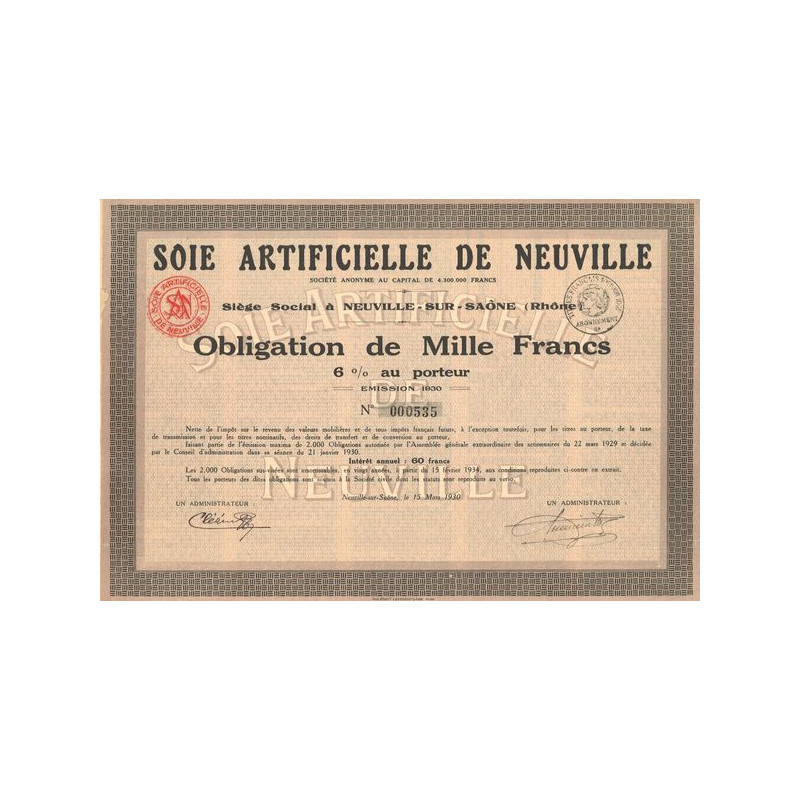 SOIE ARTIFICIELLE DE NEUVILLE
SOCIÉTÉ ANONYME AU CAPITAL DE 4.300.000 FRANCS
SOIE ARTIFICIELLE
DE NEUVILLE
SAN
Siège Social à NEUVILLE-SUR-SAÔNE (Rhône)
ABONNEMENT
SOIE ARTIFICIELLE
Obligation de Mille Francs
6 % au porteur
DE
EMISSION 1930
N° 000535
Nette de l'impôt sur le revenu des valeurs mobilières et de tous impôts français futurs, à l'exception toutefois, pour les titres au porteur, de la taxe
de transmission et pour les titres nominatifs, des droits de transfert et de conversion au porteur,
faisant partie de l'émission maxima de 2.000 Obligations autorisée par l'Assemblée générale extraordinaire des actionnaires du 22 mars 1929 et décidée
par le Conseil d'administration dans sa séance du 21 janvier 1930.
Intérêt annuel : 60 francs
Les 2.000 Obligations sus-visées sont amortissables, en vingt années, à partir du 15 février 1934, aux conditions reproduites ci-contre en extrait.
Tous les porteurs des dites obligations sont soumis à la Société civile dont les statuts sont reproduits au verso.
NEUVILLE
Neuville-sur-Saône, le 15 Mars 1930
UN ADMINISTRATEUR :
UN ADMINISTRATEUR :